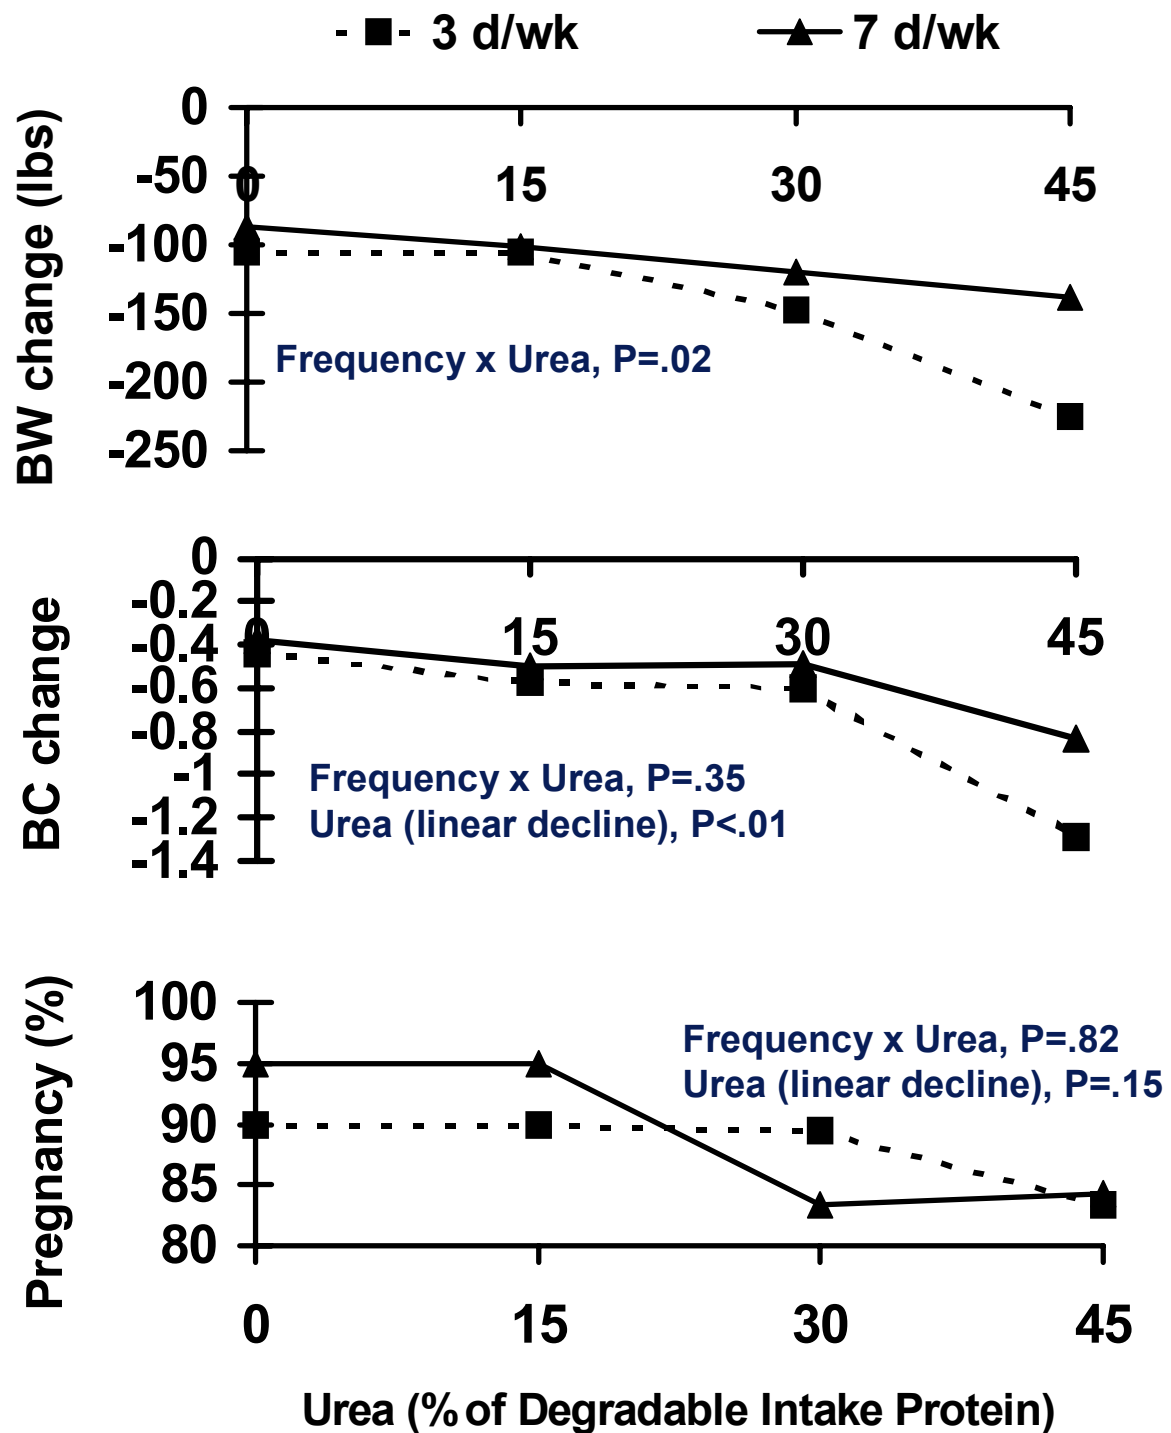 3 d/wk 7 d/wk
BW change (lbs)
0
-50
-100
-150
-200
-250
0 15 30 45
Frequency x Urea, P=.02
BC change
0
-0.2
-0.4
-0.6
-0.8
-1
-1.2
-1.4
0 15 30 45
Frequency x Urea, P=.35
Urea (linear decline), P<.01
Pregnancy (%)
100
95
90
85
80
Frequency x Urea, P=.82
Urea (linear decline), P=.15
0 15 30 45
Urea (% of Degradable Intake Protein)